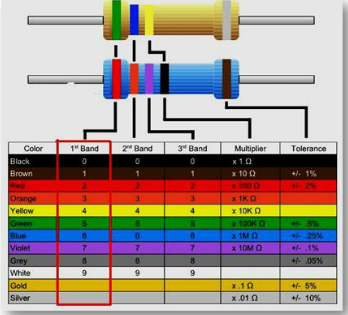 Color 1st Band 2nd Band 3rd Band Multiplier Tolerance
Black 0 0 0 x 1 Ω
Brown 1 1 1 x 10 Ω +/- 1%
Red 2 2 2 x 100 Ω +/- 2%
Orange 3 3 3 x 1K Ω
Yellow 4 4 4 x 10K Ω
Green 5 5 5 x 100K Ω +/- .5%
Blue 6 6 6 x 1M Ω +/- .25%
Violet 7 7 7 x 10M Ω +/- .1%
Grey 8 8 8 +/- .05%
White 9 9 9
Gold x .1 Ω +/- 5%
Silver x .01 Ω +/- 10%